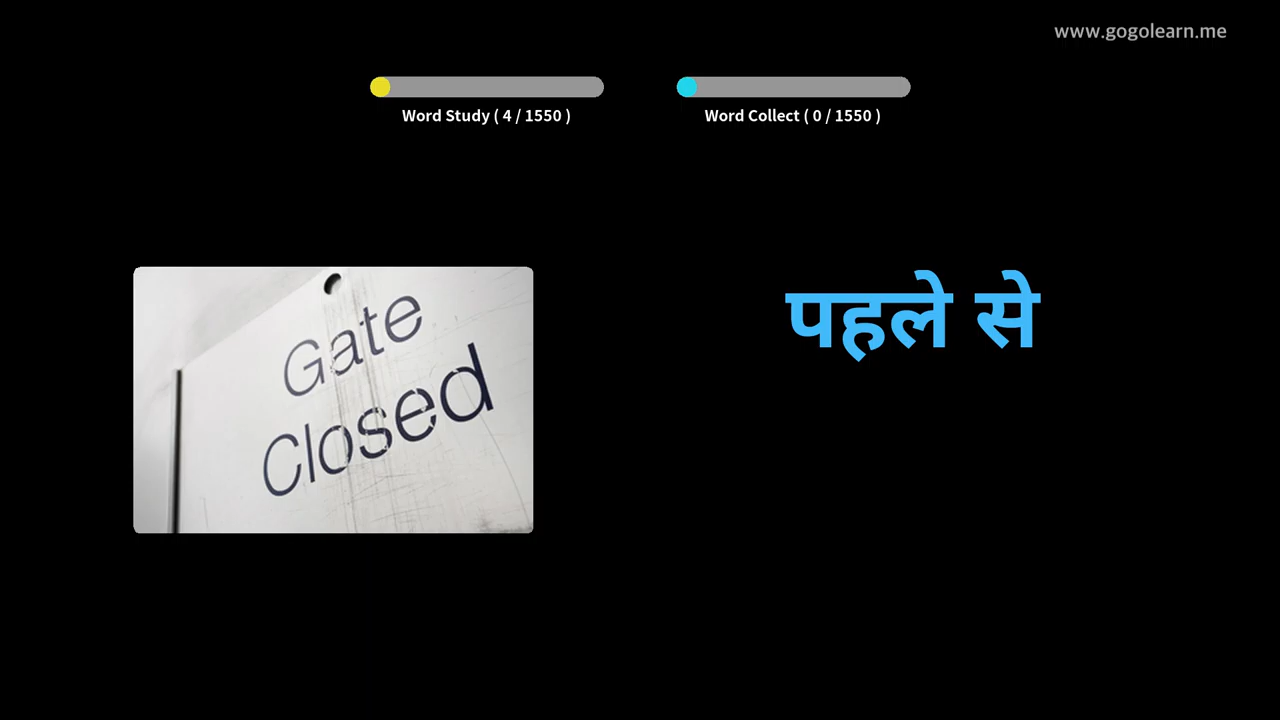 www.gogolearn.me
Word Study ( 4 / 1550 )
Word Collect ( 0 / 1550 )
Gate
Closed
पहले से